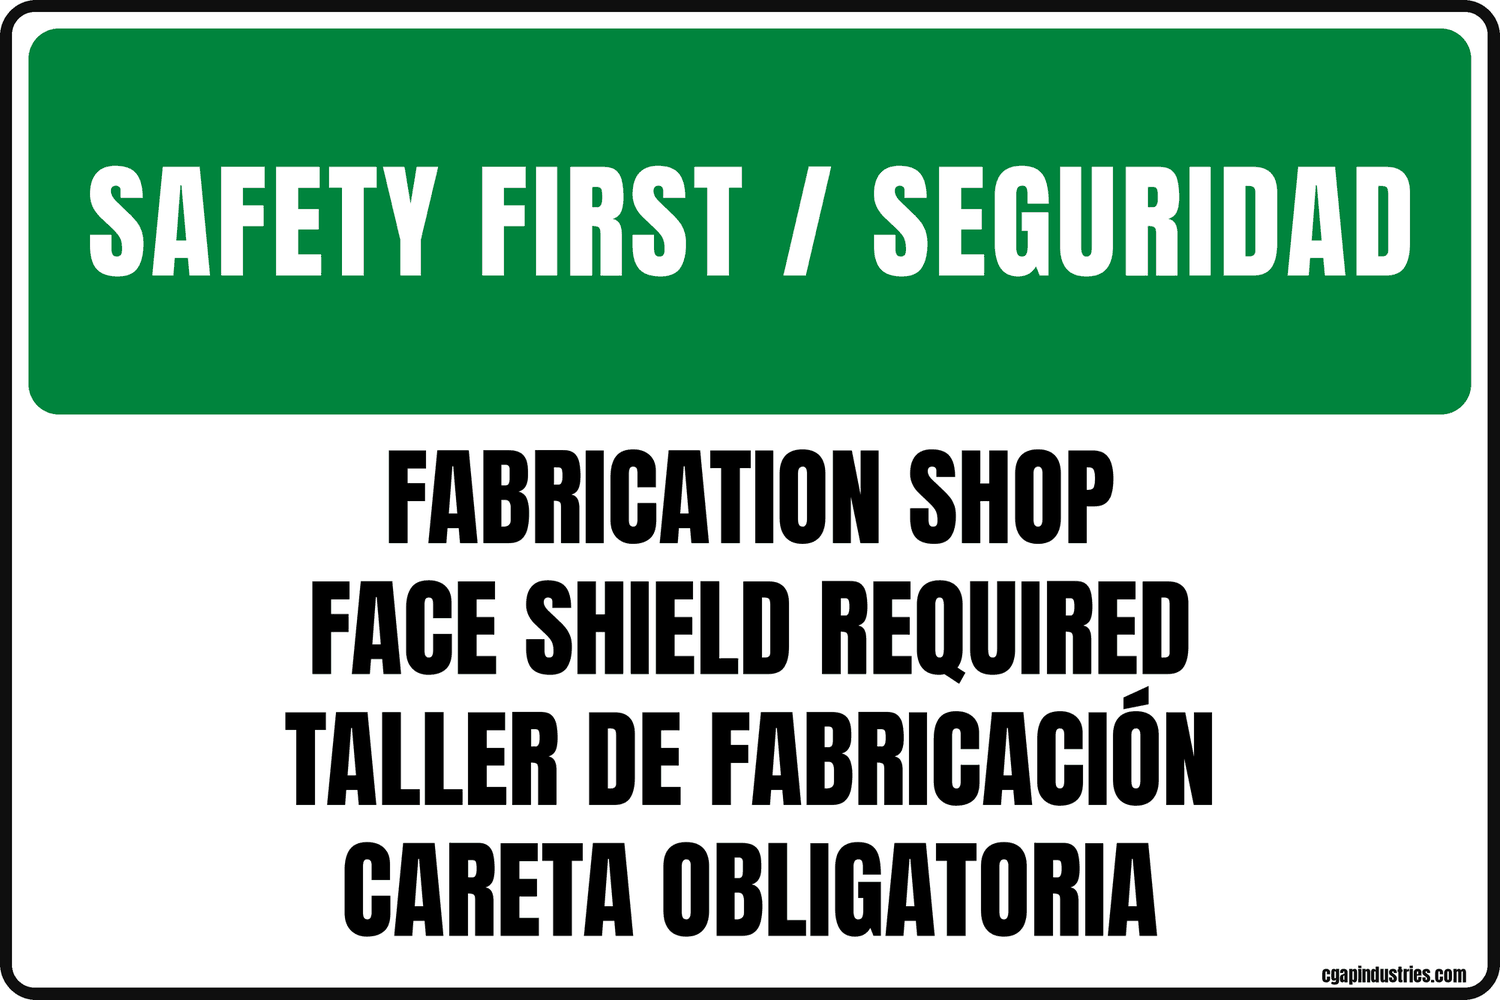 SAFETY FIRST / SEGURIDAD
FABRICATION SHOP
FACE SHIELD REQUIRED
TALLER DE FABRICACIÓN
CARETA OBLIGATORIA
cgapindustries.com